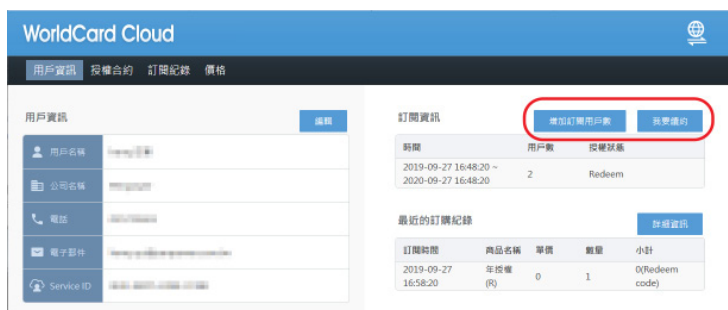 WorldCard Cloud
用戶資訊 授權合約 訂閱紀錄 價格
用戶資訊
編輯
用戶名稱
公司名稱
電話
電子郵件
Service ID
訂閱資訊
增加訂閱用戶數
我要續約
時間 用戶數 授權狀態
2019-09-27 16:48:20 ~
2020-09-27 16:48:20
2 Redeem
最近的訂購紀錄
詳細資訊
訂閱時間 商品名稱 單價 數量 小計
2019-09-27
16:58:20
年授權
(R)
0 1
0(Redeem
code)